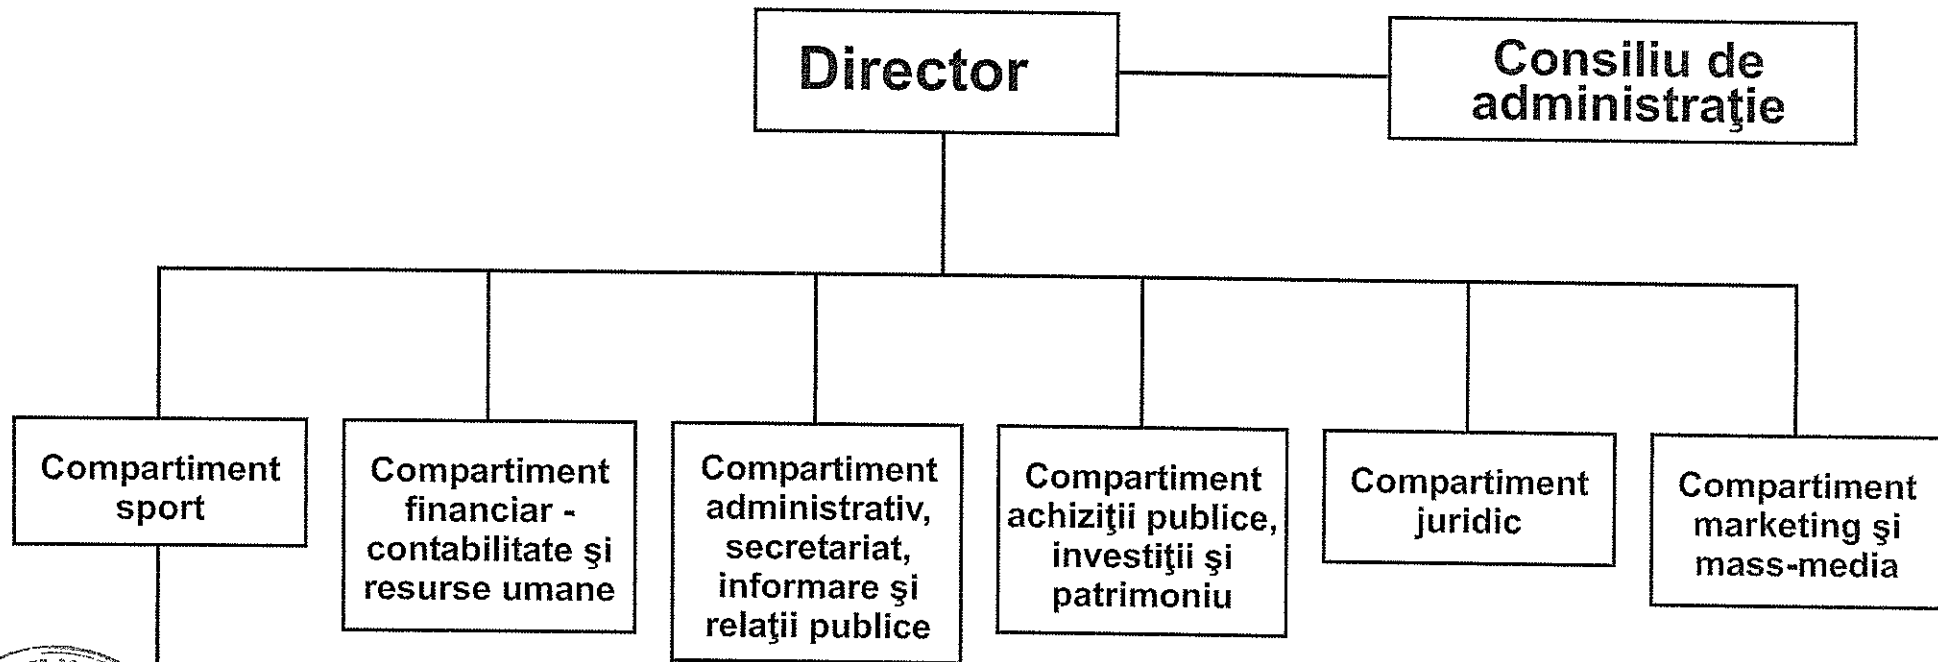 Director
Consiliu de
administraţie
Compartiment
sport
Compartiment
financiar -
contabilitate şi
resurse umane
Compartiment
administrativ,
secretariat,
informare şi
relaţii publice
Compartiment
achiziţii publice,
investiţii şi
patrimoniu
Compartiment
juridic
Compartiment
marketing şi
mass-media